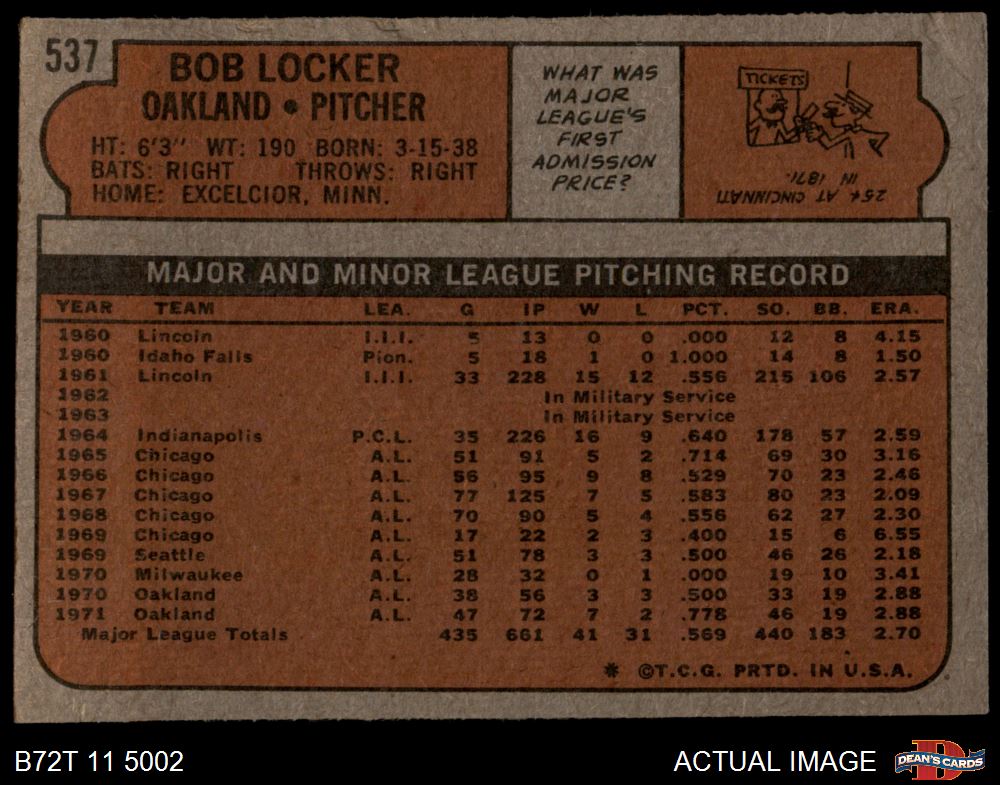 537
BOB LOCKER
OAKLAND • PITCHER
HT: 6'3" WT: 190 BORN: 3-15-38
BATS: RIGHT THROWS: RIGHT
HOME: EXCELCIOR, MINN.
WHAT WAS
MAJOR
LEAGUE'S
FIRST
ADMISSION
PRICE?
TICKETS
25¢ AT CINCINNATI
IN 1871.
MAJOR AND MINOR LEAGUE PITCHING RECORD
YEAR TEAM LEA. G IP W L PCT. SO. BB. ERA.
1960 Lincoln I.I.I. 5 13 0 0 .000 12 8 4.15
1960 Idaho Falls Pion. 5 18 1 0 1.000 14 8 1.50
1961 Lincoln I.I.I. 33 228 15 12 .556 215 106 2.57
1962 In Military Service
1963 In Military Service
1964 Indianapolis P.C.L. 35 226 16 9 .640 178 57 2.59
1965 Chicago A.L. 51 91 5 2 .714 69 30 3.16
1966 Chicago A.L. 56 95 9 8 .529 70 23 2.46
1967 Chicago A.L. 77 125 7 5 .583 80 23 2.09
1968 Chicago A.L. 70 90 5 4 .556 62 27 2.30
1969 Chicago A.L. 17 22 2 3 .400 15 6 6.55
1969 Seattle A.L. 51 78 3 3 .500 46 26 2.18
1970 Milwaukee A.L. 28 32 0 1 .000 19 10 3.41
1970 Oakland A.L. 38 56 3 3 .500 33 19 2.88
1971 Oakland A.L. 47 72 7 2 .778 46 19 2.88
Major League Totals 435 661 41 31 .569 440 183 2.70
* ©T.C.G. PRTD. IN U.S.A.
B72T 11 5002
ACTUAL IMAGE
DEAN'S CARDS